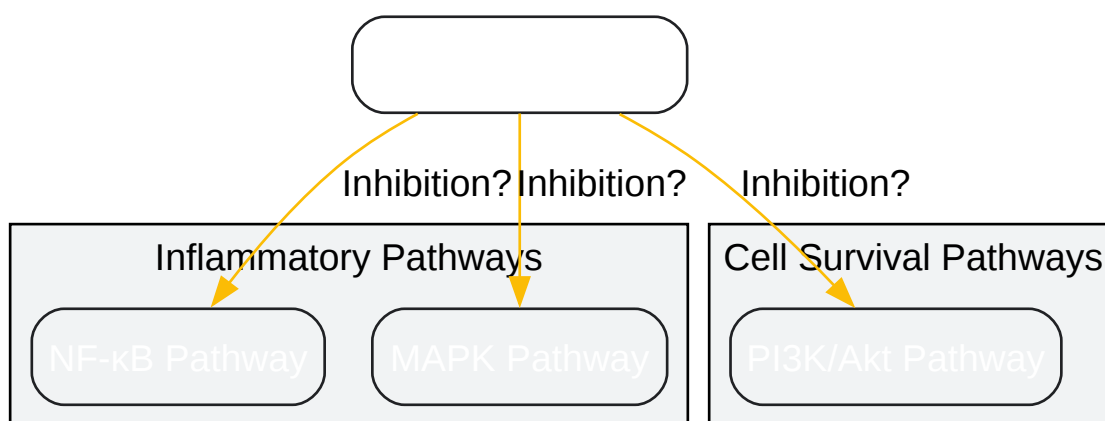 Inhibition?
Inhibition?
Inhibition?
Inflammatory Pathways
Cell Survival Pathways
NF-κB Pathway
MAPK Pathway
PI3K/Akt Pathway